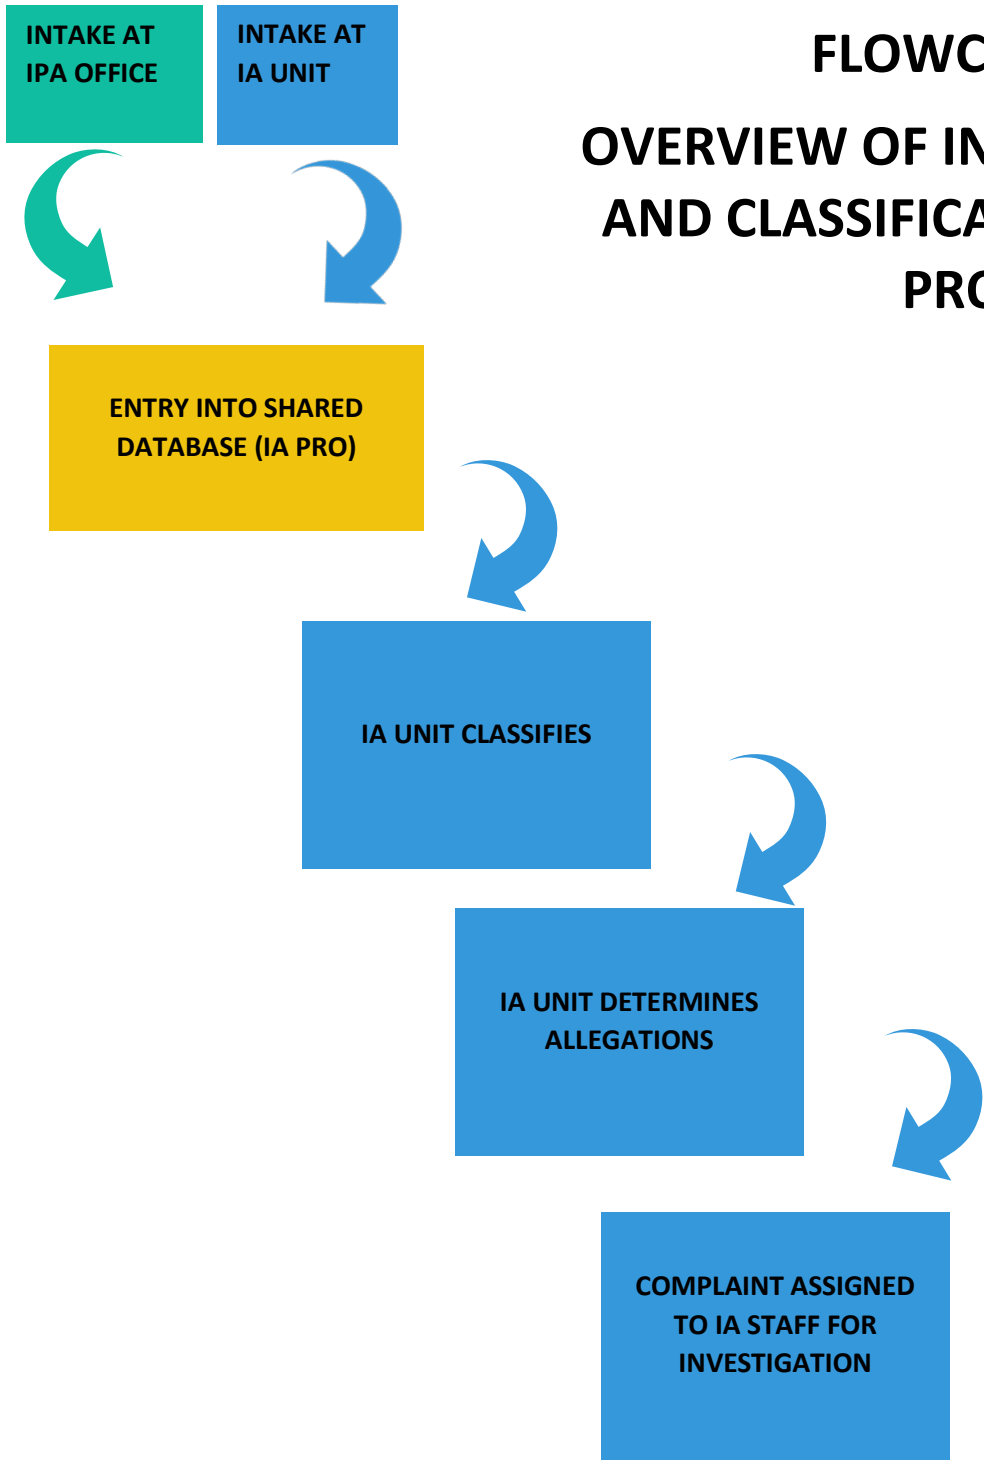 INTAKE AT
IPA OFFICE
INTAKE AT
IA UNIT
FLOWC
OVERVIEW OF IN
AND CLASSIFICA
PRO
ENTRY INTO SHARED
DATABASE (IA PRO)
IA UNIT CLASSIFIES
IA UNIT DETERMINES
ALLEGATIONS
COMPLAINT ASSIGNED
TO IA STAFF FOR
INVESTIGATION